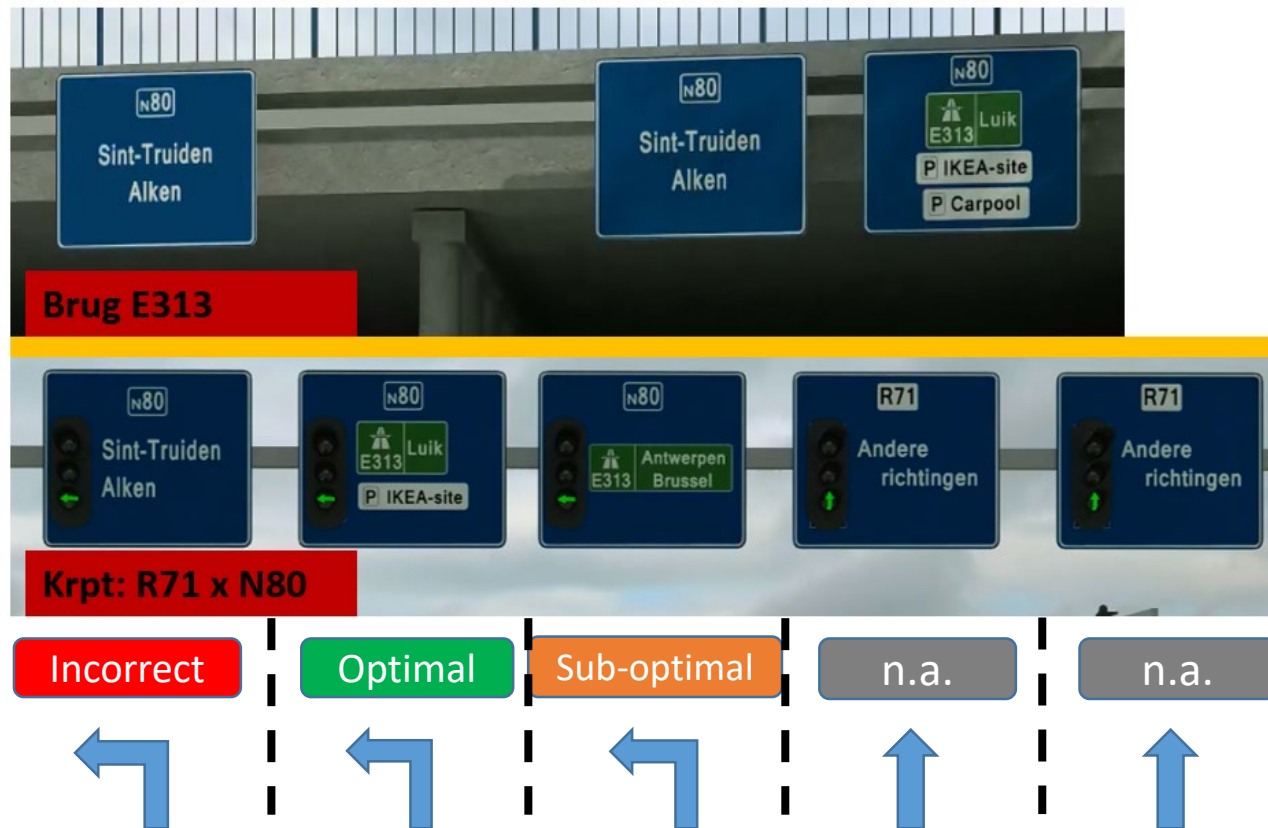 N80
Sint-Truiden
Alken
N80
Sint-Truiden
Alken
N80
E313 Luik
P IKEA-site
P Carpool
Brug E313
N80
Sint-Truiden
Alken
N80
E313 Luik
P IKEA-site
N80
E313 Antwerpen
Brussel
R71
Andere
richtingen
R71
Andere
richtingen
Krpt: R71 x N80
Incorrect
Optimal
Sub-optimal
n.a.
n.a.